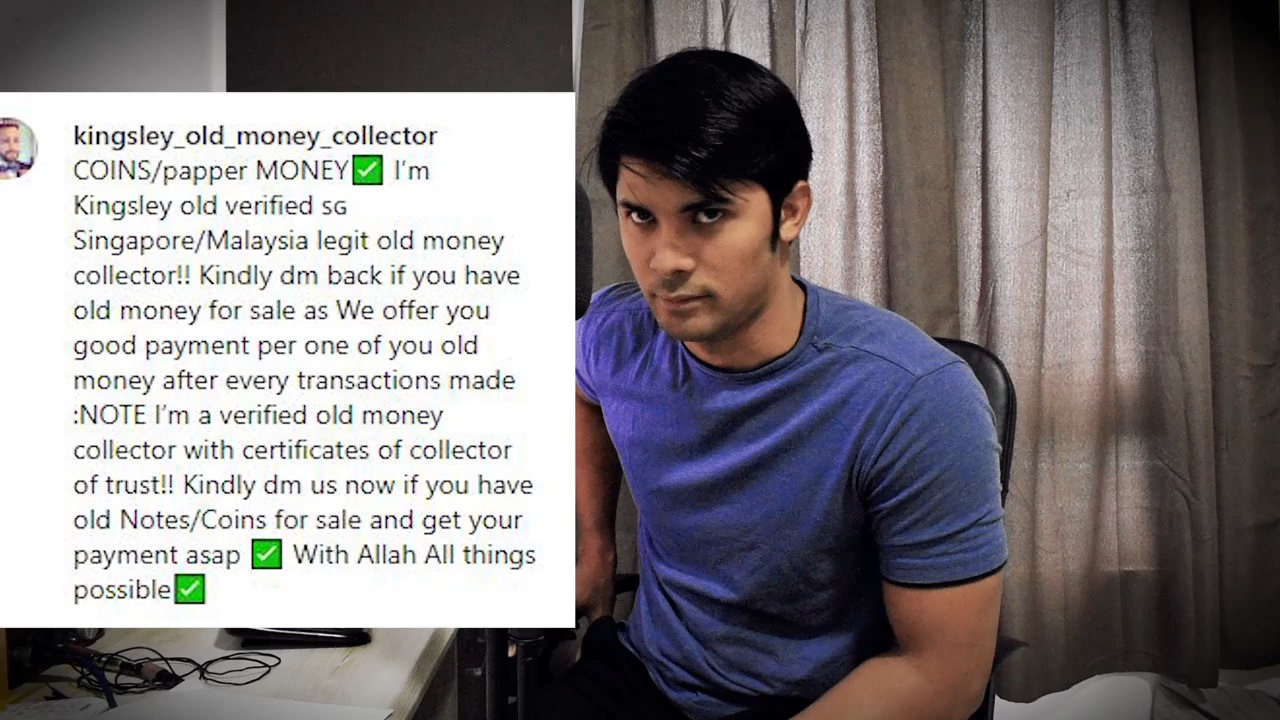 kingsley_old_money_collector
COINS/papper MONEY✅ I'm
Kingsley old verified sɢ
Singapore/Malaysia legit old money
collector!! Kindly dm back if you have
old money for sale as We offer you
good payment per one of you old
money after every transactions made
:NOTE I'm a verified old money
collector with certificates of collector
of trust!! Kindly dm us now if you have
old Notes/Coins for sale and get your
payment asap ✅ With Allah All things
possible✅